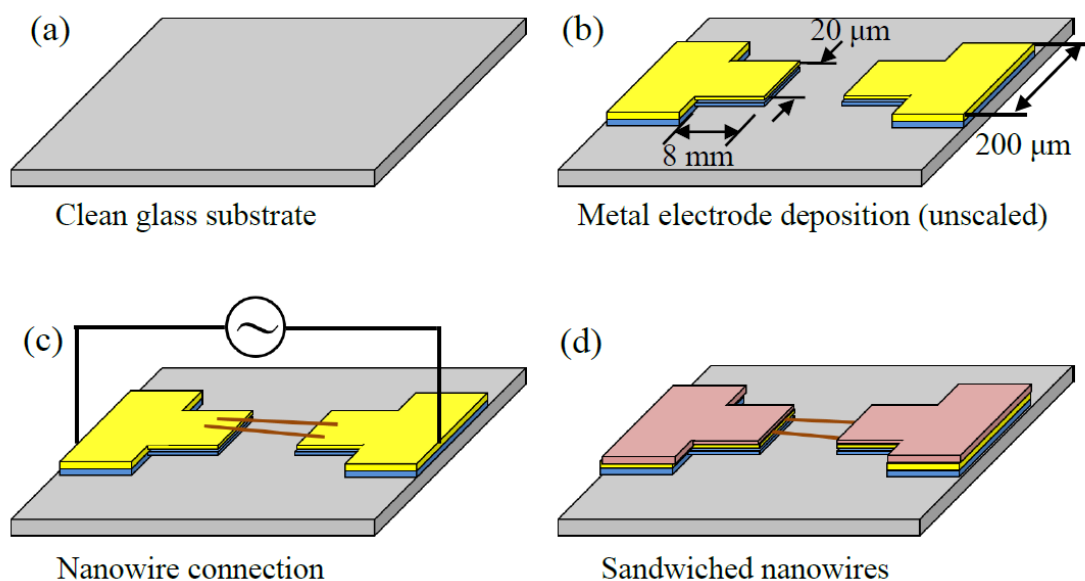 (a)
Clean glass substrate
(b)
20 μm
8 mm
200 μm
Metal electrode deposition (unscaled)
(c)
Nanowire connection
(d)
Sandwiched nanowires